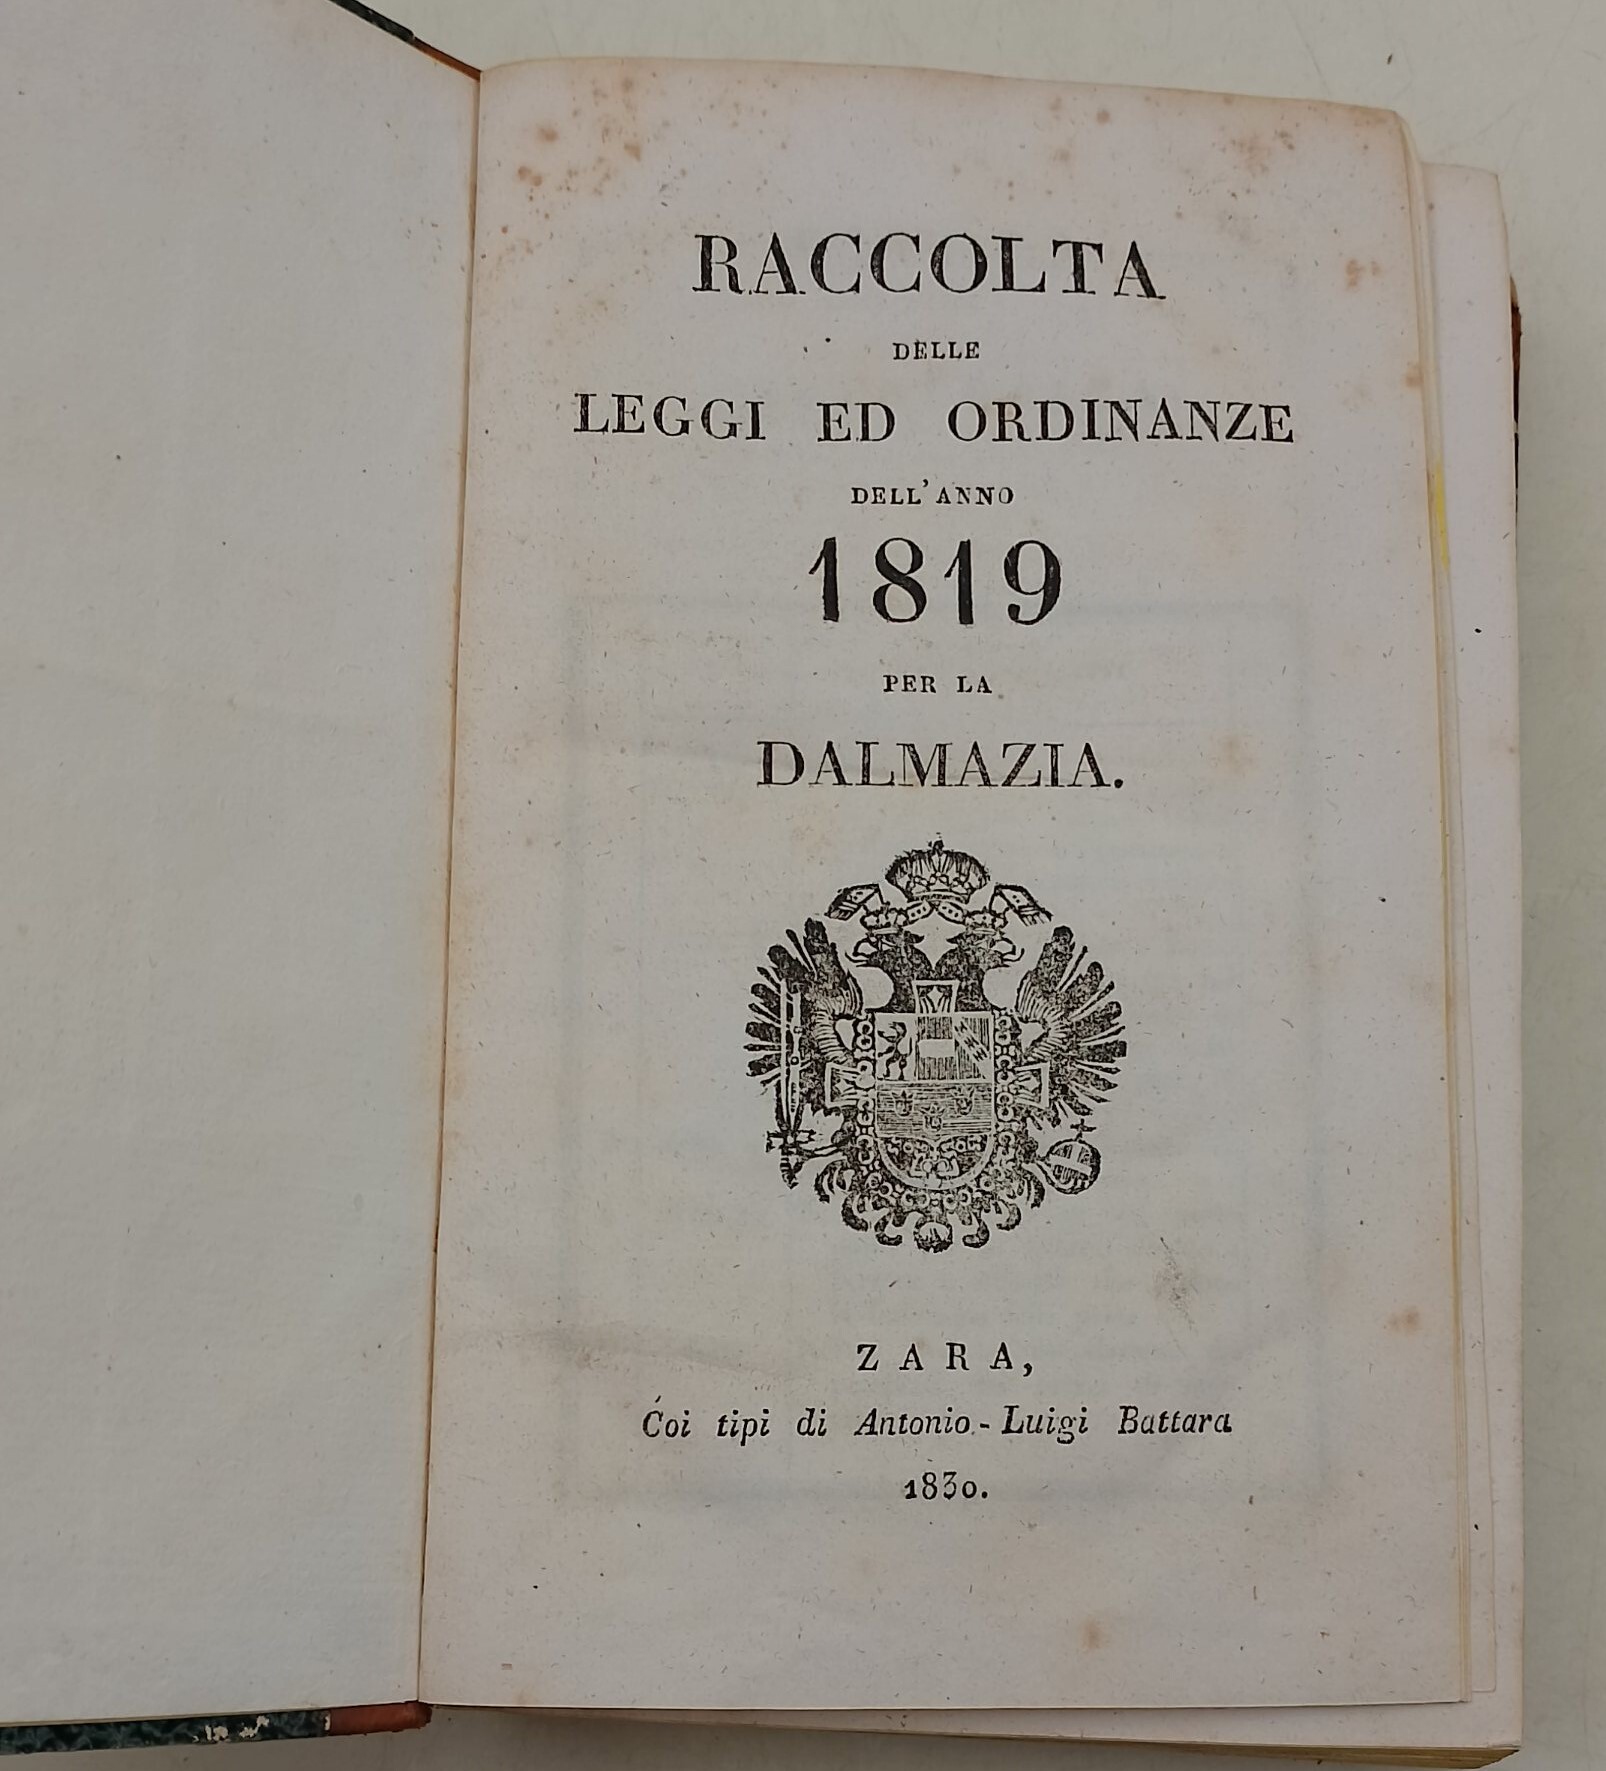 RACCOLTA
DELLE
LEGGI ED ORDINANZE
DELL'ANNO
1819
PER LA
DALMAZIA.
ZARA,
Coi tipi di Antonio-Luigi Battara
1830.